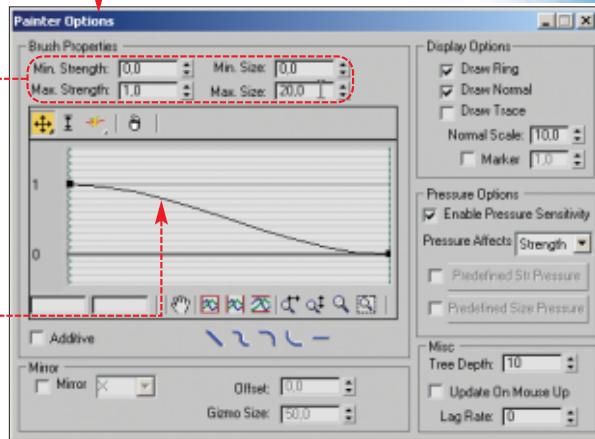 Painter Options
Brush Properties
Min. Strength: 0,0 Min. Size: 0,0
Max. Strength: 1,0 Max. Size: 20,0
1
0
Additive
Mirror
Mirror X Offset: 0,0
Gizmo Size: 50,0
Display Options
Draw Ring
Draw Normal
Draw Trace
Normal Scale: 10,0
Marker 1,0
Pressure Options
Enable Pressure Sensitivity
Pressure Affects Strength
Predefined Str Pressure
Predefined Size Pressure
Misc
Tree Depth: 10
Update On Mouse Up
Lag Rate: 0